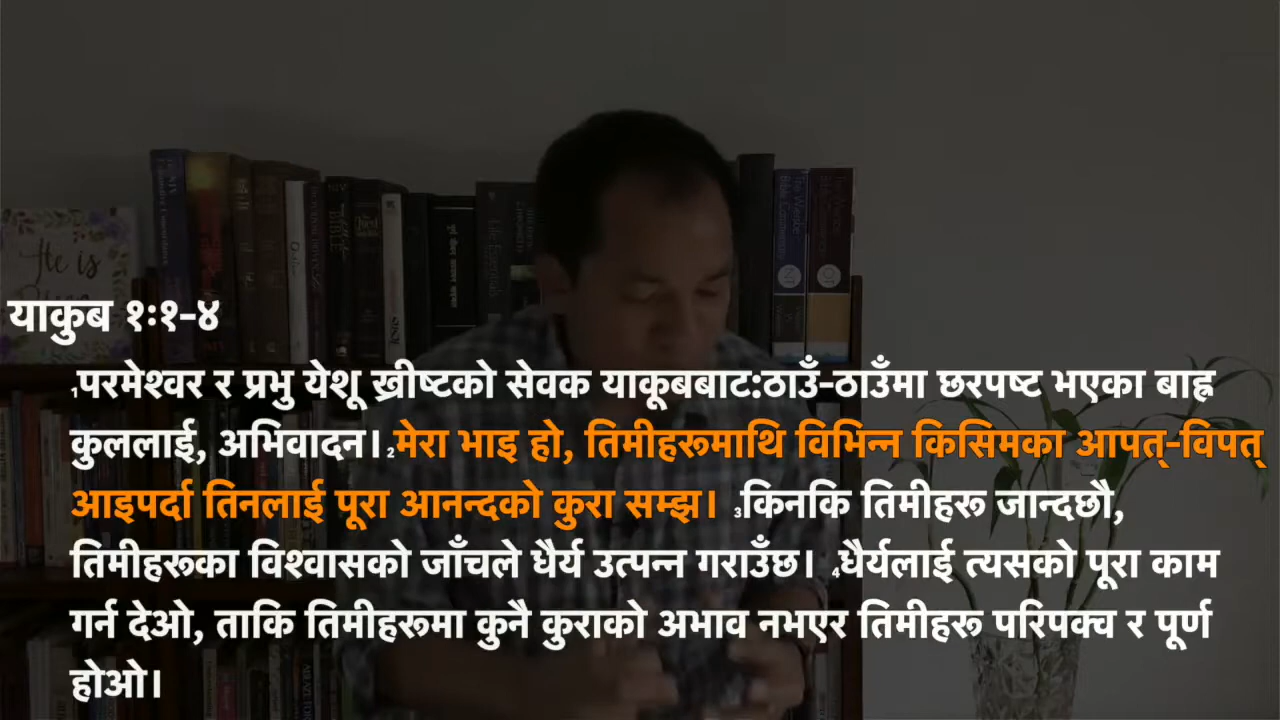 He is
याकुब १:१-४
1परमेश्वर र प्रभु येशू ख्रीष्टको सेवक याकूबबाट:ठाउँ-ठाउँमा छरपष्ट भएका बाह्र
कुललाई, अभिवादन। 2मेरा भाइ हो, तिमीहरूमाथि विभिन्न किसिमका आपत्-विपत्
आइपर्दा तिनलाई पूरा आनन्दको कुरा सम्झ। 3किनकि तिमीहरू जान्दछौ,
तिमीहरूका विश्वासको जाँचले धैर्य उत्पन्न गराउँछ। 4धैर्यलाई त्यसको पूरा काम
गर्न देओ, ताकि तिमीहरूमा कुनै कुराको अभाव नभएर तिमीहरू परिपक्व र पूर्ण
होओ।